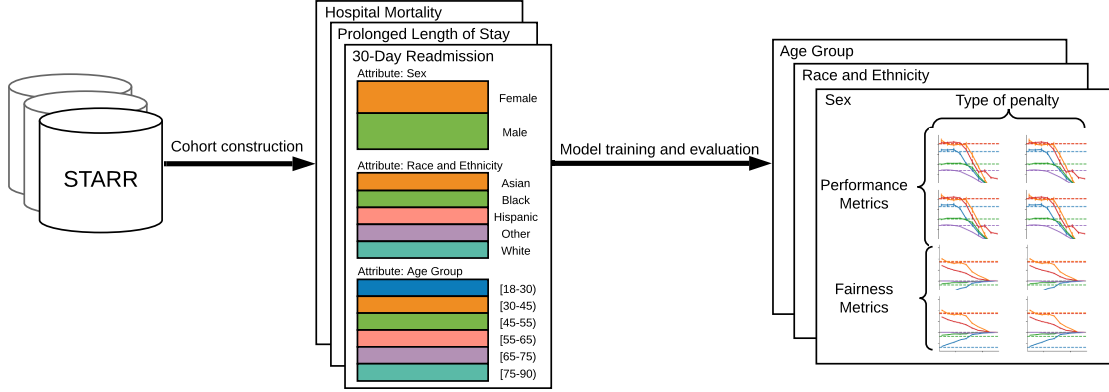 STARR
Cohort construction
Hospital Mortality
Prolonged Length of Stay
30-Day Readmission
Attribute: Sex
Female
Male
Attribute: Race and Ethnicity
Asian
Black
Hispanic
Other
White
Attribute: Age Group
[18-30)
[30-45)
[45-55)
[55-65)
[65-75)
[75-90)
Model training and evaluation
Age Group
Race and Ethnicity
Sex
Type of penalty
Performance
Metrics
Fairness
Metrics